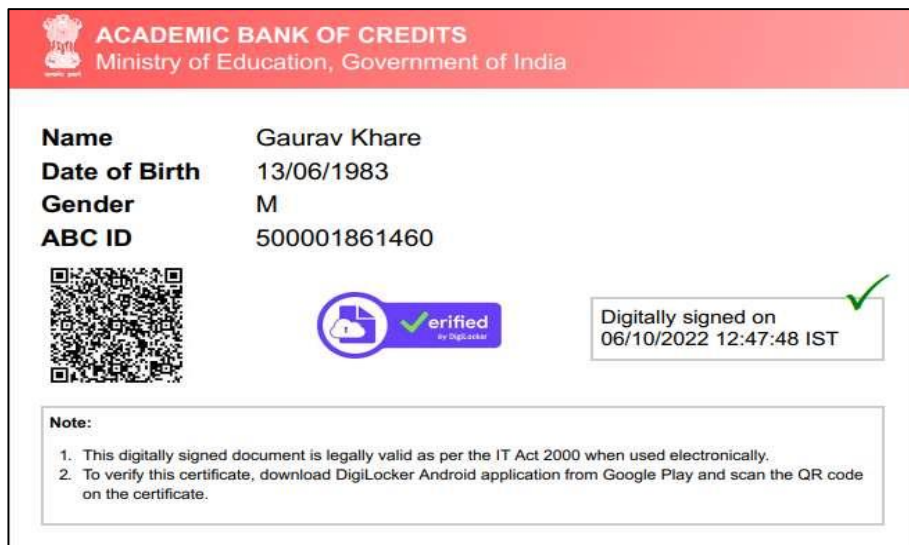 ACADEMIC BANK OF CREDITS
Ministry of Education, Government of India
Name Gaurav Khare
Date of Birth 13/06/1983
Gender M
ABC ID 500001861460
Verified
by DigiLocker
Digitally signed on
06/10/2022 12:47:48 IST
Note:
1. This digitally signed document is legally valid as per the IT Act 2000 when used electronically.
2. To verify this certificate, download DigiLocker Android application from Google Play and scan the QR code
on the certificate.